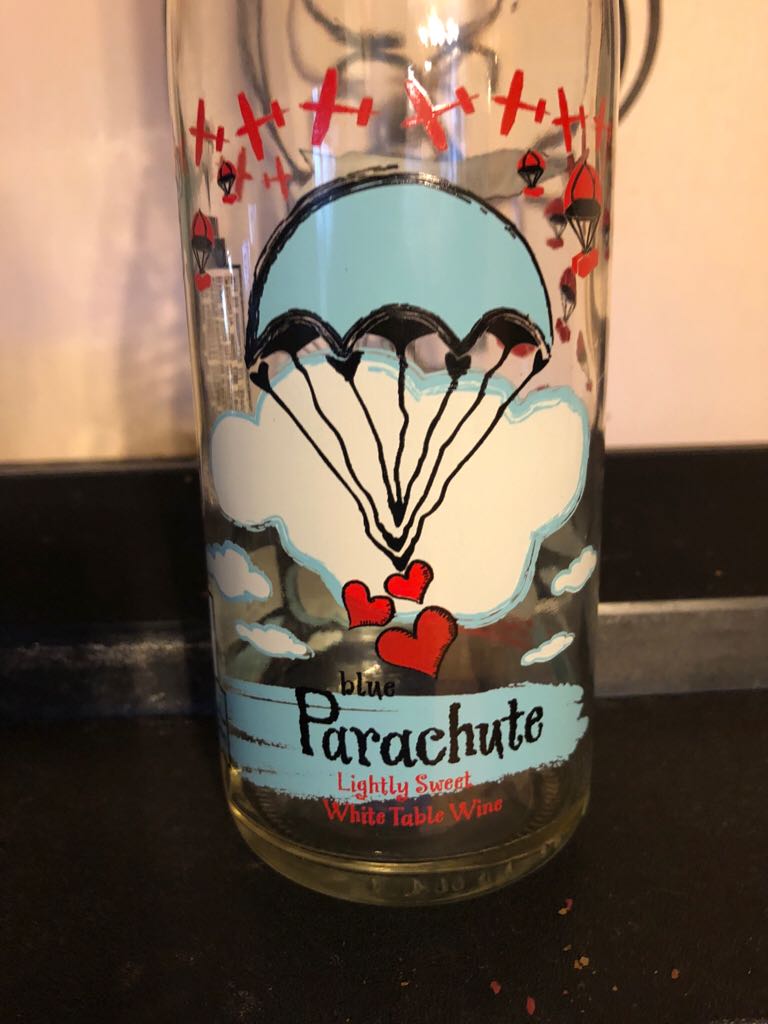 blue
Parachute
Lightly Sweet
White Table Wine